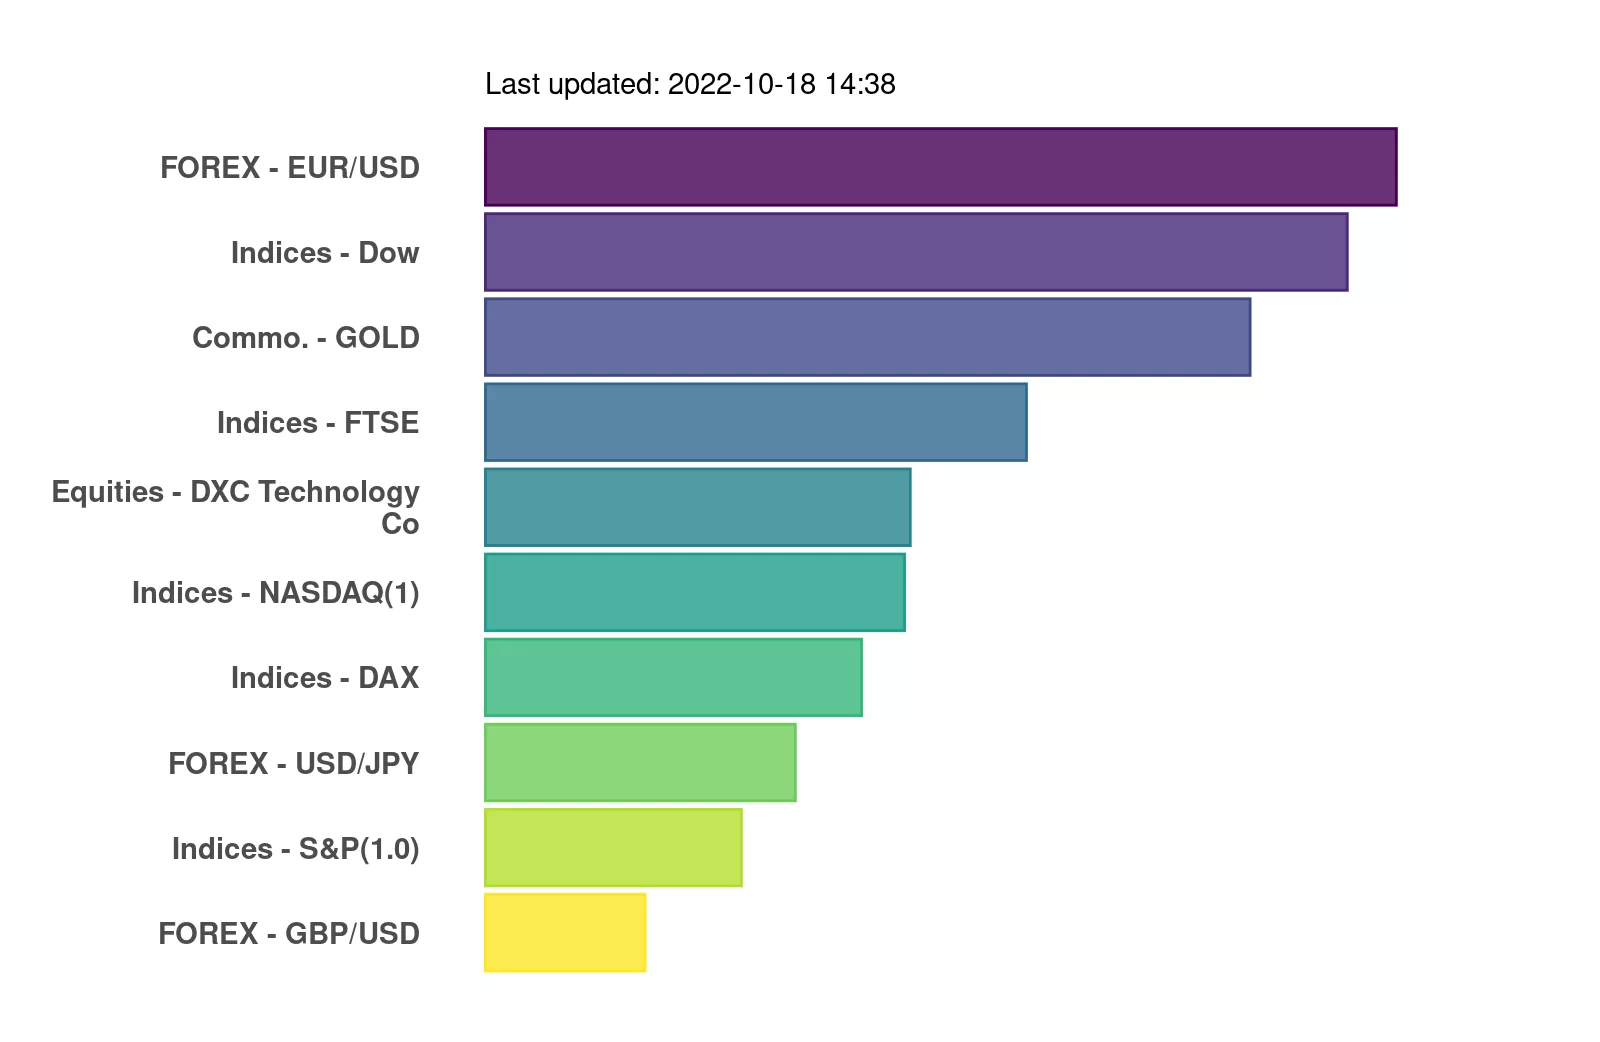 Last updated: 2022-10-18 14:38
FOREX - EUR/USD
Indices - Dow
Commo. - GOLD
Indices - FTSE
Equities - DXC Technology
Co
Indices - NASDAQ(1)
Indices - DAX
FOREX - USD/JPY
Indices - S&P(1.0)
FOREX - GBP/USD